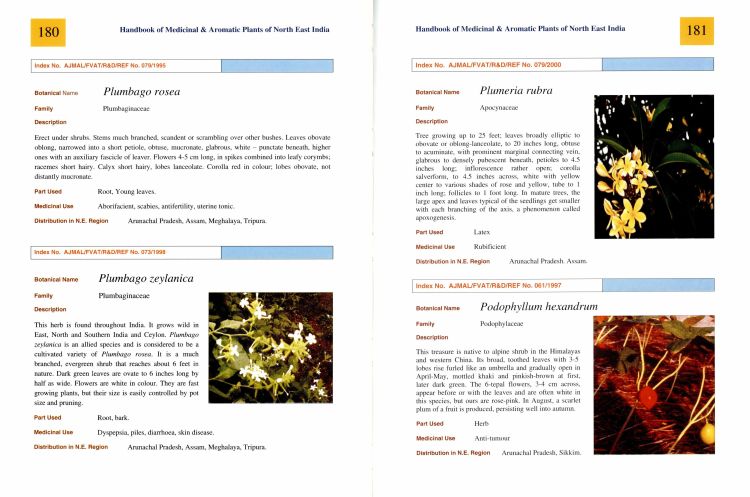 180
Handbook of Medicinal & Aromatic Plants of North East India
Index No. AJMAL/FVAT/R&D/REF No. 079/1995
Botanical Name Plumbago rosea
Family Plumbaginaceae
Description
Erect under shrubs. Stems much branched, scandent or scrambling over other bushes. Leaves obovate
oblong, narrowed into a short petiole, obtuse, mucronate, glabrous, white – punctate beneath, higher
ones with an auxiliary fascicle of leaver. Flowers 4-5 cm long, in spikes combined into leafy corymbs;
racemes short hairy. Calyx short hairy, lobes lanceolate. Corolla red in colour; lobes obovate, not
distantly mucronate.
Part Used Root, Young leaves.
Medicinal Use Aborifacient, scabies, antifertility, uterine tonic.
Distribution in N.E. Region Arunachal Pradesh, Assam, Meghalaya, Tripura.
Index No. AJMAL/FVAT/R&D/REF No. 073/1998
Botanical Name Plumbago zeylanica
Family Plumbaginaceae
Description
This herb is found throughout India. It grows wild in
East, North and Southern India and Ceylon. Plumbago
zeylanica is an allied species and is considered to be a
cultivated variety of Plumbago rosea. It is a much
branched, evergreen shrub that reaches about 6 feet in
nature. Dark green leaves are ovate to 6 inches long by
half as wide. Flowers are white in colour. They are fast
growing plants, but their size is easily controlled by pot
size and pruning.
Part Used Root, bark.
Medicinal Use Dyspepsia, piles, diarrhoea, skin disease.
Distribution in N.E. Region Arunachal Pradesh, Assam, Meghalaya, Tripura.
Handbook of Medicinal & Aromatic Plants of North East India
181
Index No. AJMAL/FVAT/R&D/REF No. 079/2000
Botanical Name Plumeria rubra
Family Apocynaceae
Description
Tree growing up to 25 feet; leaves broadly elliptic to
obovate or oblong-lanceolate, to 20 inches long, obtuse
to acuminate, with prominent marginal connecting vein,
glabrous to densely pubescent beneath, petioles to 4.5
inches long; inflorescence rather open; corolla
salverform, to 4.5 inches across, white with yellow
center to various shades of rose and yellow, tube to 1 inch
long; follicles to 1 foot long. In mature trees, the
large apex and leaves typical of the seedlings get smaller
with each branching of the axis, a phenomenon called
apoxogenesis.
Part Used Latex
Medicinal Use Rubificient
Distribution in N.E. Region Arunachal Pradesh. Assam.
Index No. AJMAL/FVAT/R&D/REF No. 061/1997
Botanical Name Podophyllum hexandrum
Family Podophylaceae
Description
This treasure is native to alpine shrub in the Himalayas
and western China. Its broad, toothed leaves with 3-5
lobes rise furled like an umbrella and gradually open in
April-May, mottled khaki and pinkish-brown at first,
later dark green. The 6-tepal flowers, 3-4 cm across,
appear before or with the leaves and are often white in
this species, but ours are rose-pink. In August, a scarlet
plum of a fruit is produced, persisting well into autumn.
Part Used Herb
Medicinal Use Anti-tumour
Distribution in N.E. Region Arunachal Pradesh, Sikkim.